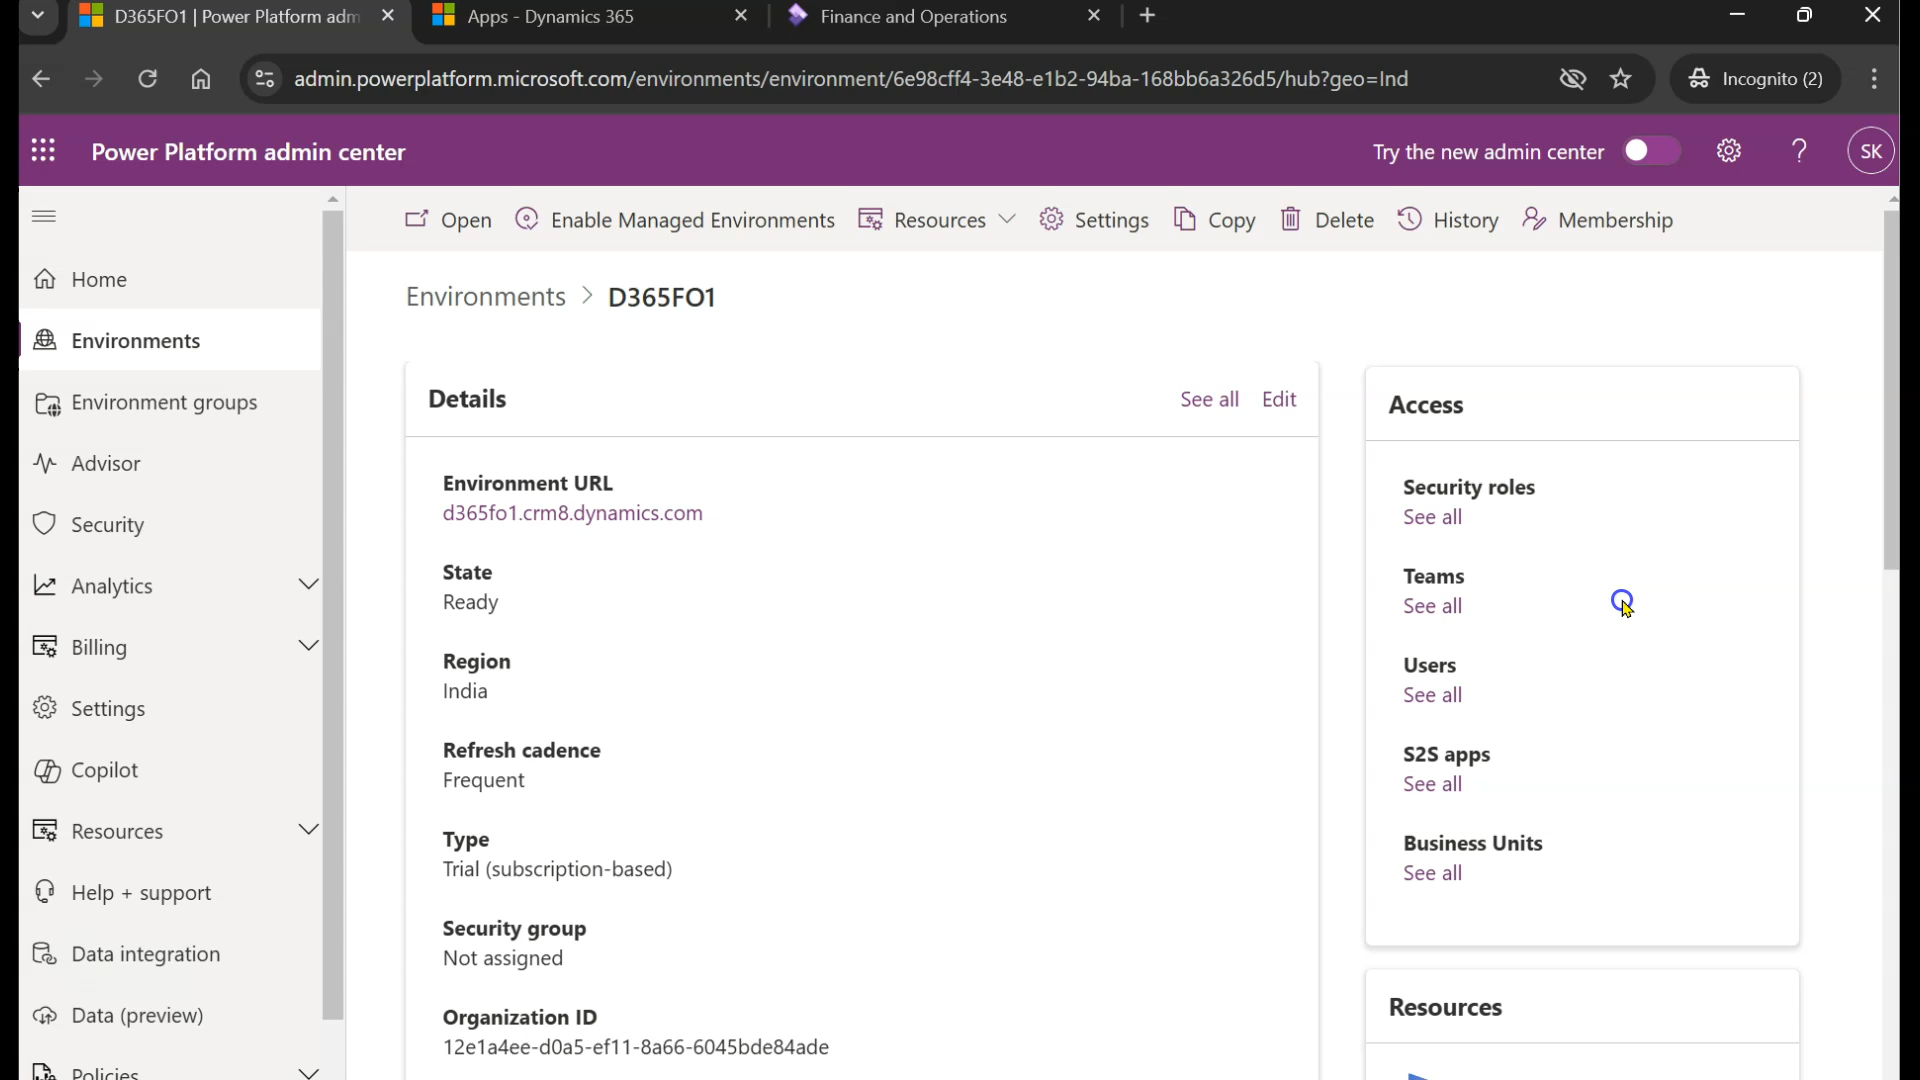 D365FO1 | Power Platform adm
Apps - Dynamics 365
Finance and Operations
admin.powerplatform.microsoft.com/environments/environment/6e98cff4-3e48-e1b2-94ba-168bb6a326d5/hub?geo=Ind
Incognito (2)
Power Platform admin center
Try the new admin center
SK
Open
Enable Managed Environments
Resources
Settings
Copy
Delete
History
Membership
Home
Environments
Environment groups
Advisor
Security
Analytics
Billing
Settings
Copilot
Resources
Help + support
Data integration
Data (preview)
Policies
Environments > D365FO1
Details
See all
Edit
Environment URL
d365fo1.crm8.dynamics.com
State
Ready
Region
India
Refresh cadence
Frequent
Type
Trial (subscription-based)
Security group
Not assigned
Organization ID
12e1a4ee-d0a5-ef11-8a66-6045bde84ade
Access
Security roles
See all
Teams
See all
Users
See all
S2S apps
See all
Business Units
See all
Resources